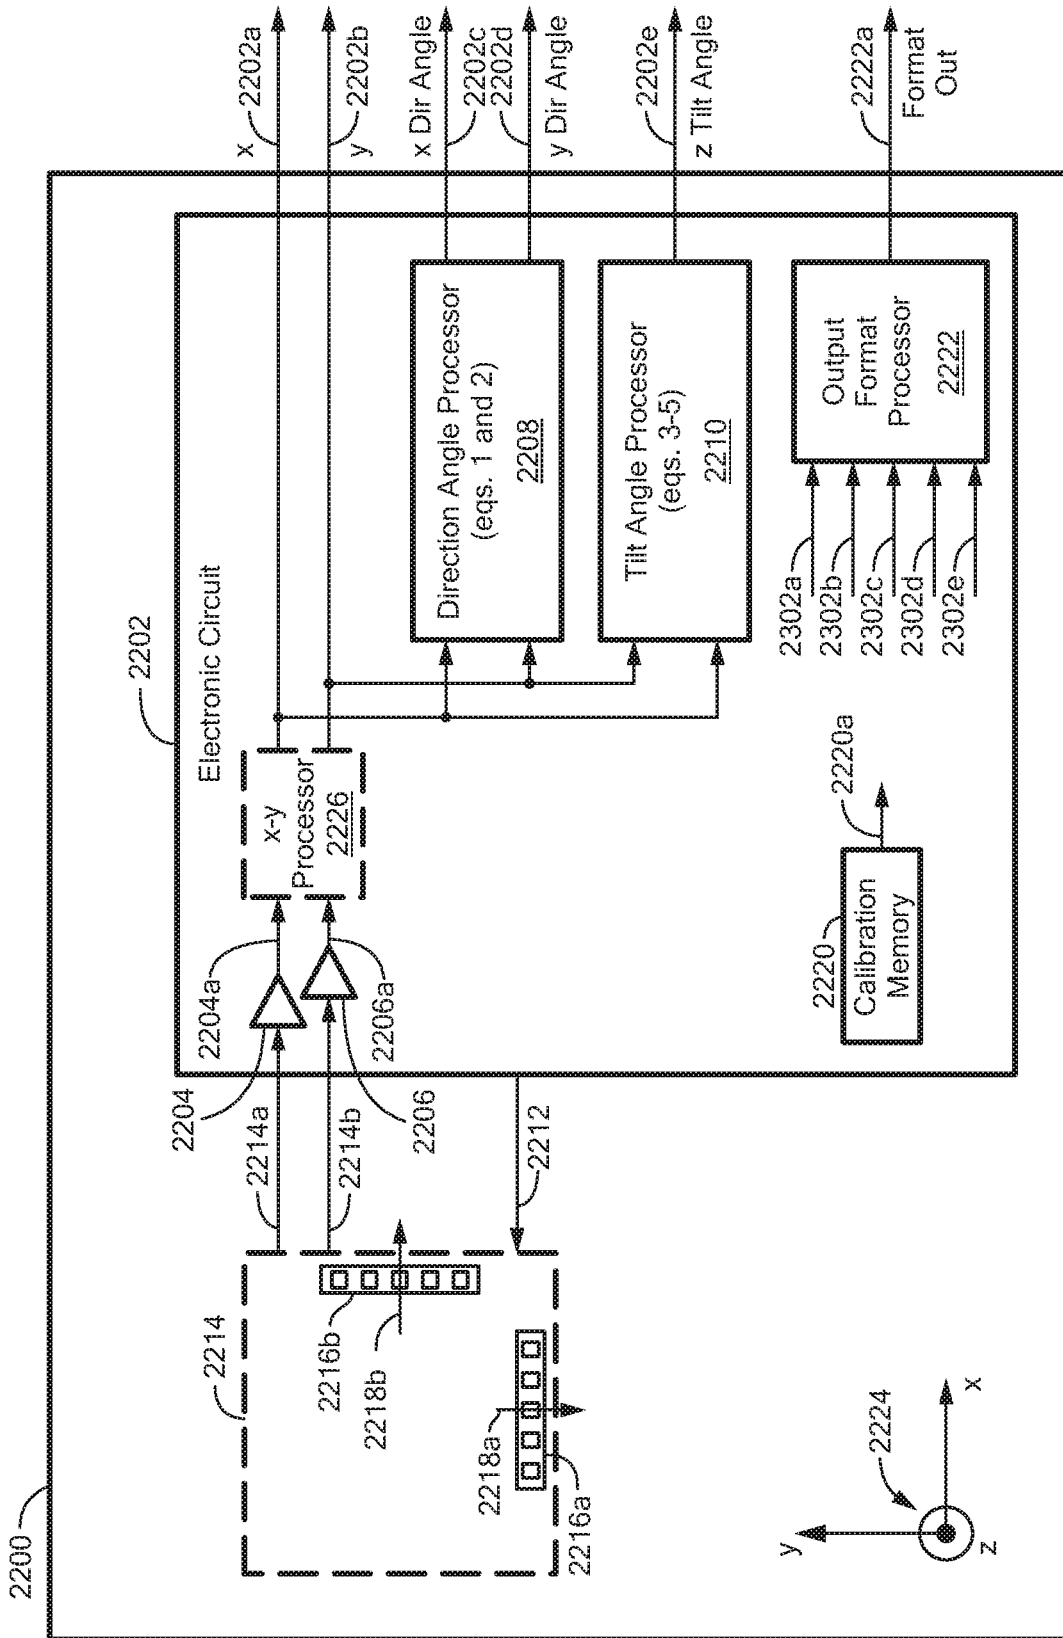 2200
2202
Electronic Circuit
x
2202a
2202b
y
x Dir Angle
2202c
2202d
y Dir Angle
2202e
z Tilt Angle
2222a
Format
Out
2204
2204a
2214a
2214b
2206
2206a
x-y
Processor
2226
Direction Angle Processor
(eqs. 1 and 2)
2208
Tilt Angle Processor
(eqs. 3-5)
2210
Output
Format
Processor
2222
2302a
2302b
2302c
2302d
2302e
2214
2216b
2218b
2218a
2216a
2212
2220
Calibration
Memory
2220a
y
x
z
2224